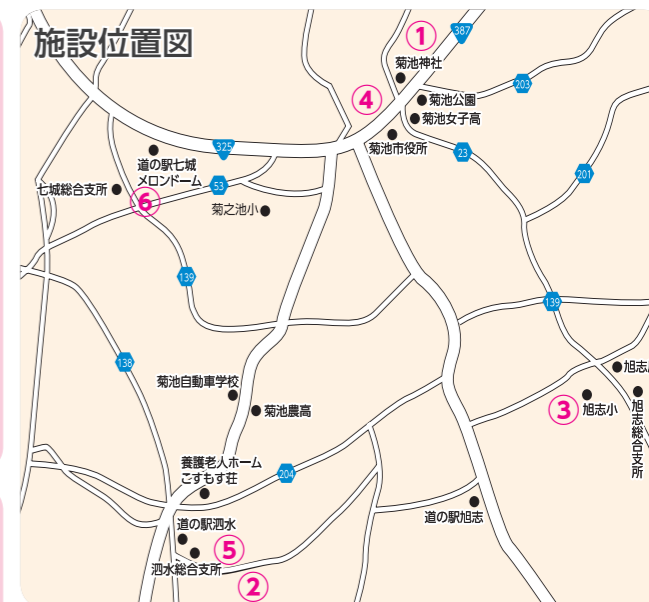 施設位置図
①
387
菊池神社
④
203
菊池公園
菊池女子高
菊池市役所
325
23
道の駅七城
メロンドーム
七城総合支所
53
201
⑥
菊之池小
139
139
138
旭志
菊池自動車学校
③
旭志小
旭志総合支所
菊池農高
養護老人ホーム
こすもす荘
204
道の駅旭志
道の駅泗水
⑤
泗水総合支所
②